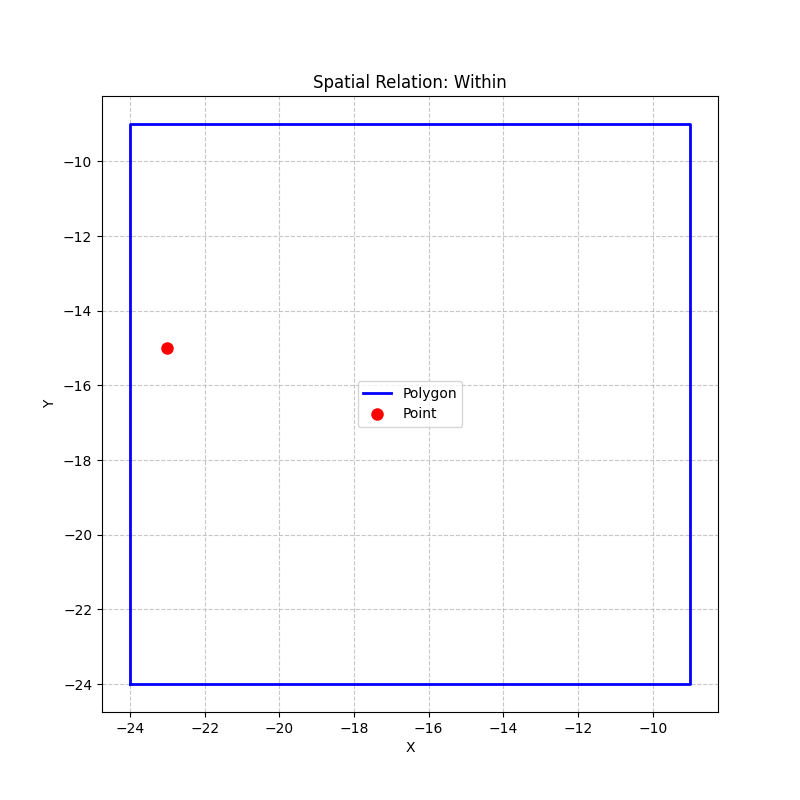 Spatial Relation: Within
Y
−10
−12
−14
−16
−18
−20
−22
−24
Polygon
Point
−24 −22 −20 −18 −16 −14 −12 −10
X